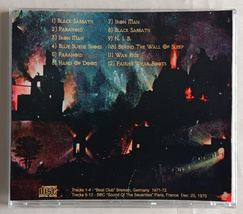 1) Black Sabbath
2) Paranoid
3) Iron Man
4) Blue Suede Shoes
5) Paranoid
6) Hand Of Doom
7) Iron Man
8) Black Sabbath
9) N. I. B.
10) Behind The Wall Of Sleep
11) War Pigs
12) Fairies Wear Boots
Tracks 1-4 "Beat Club" Bremen, Germany 1971-72
Tracks 5-12 - BBC "Sound Of The Seventies" Paris, France Dec. 20, 1970